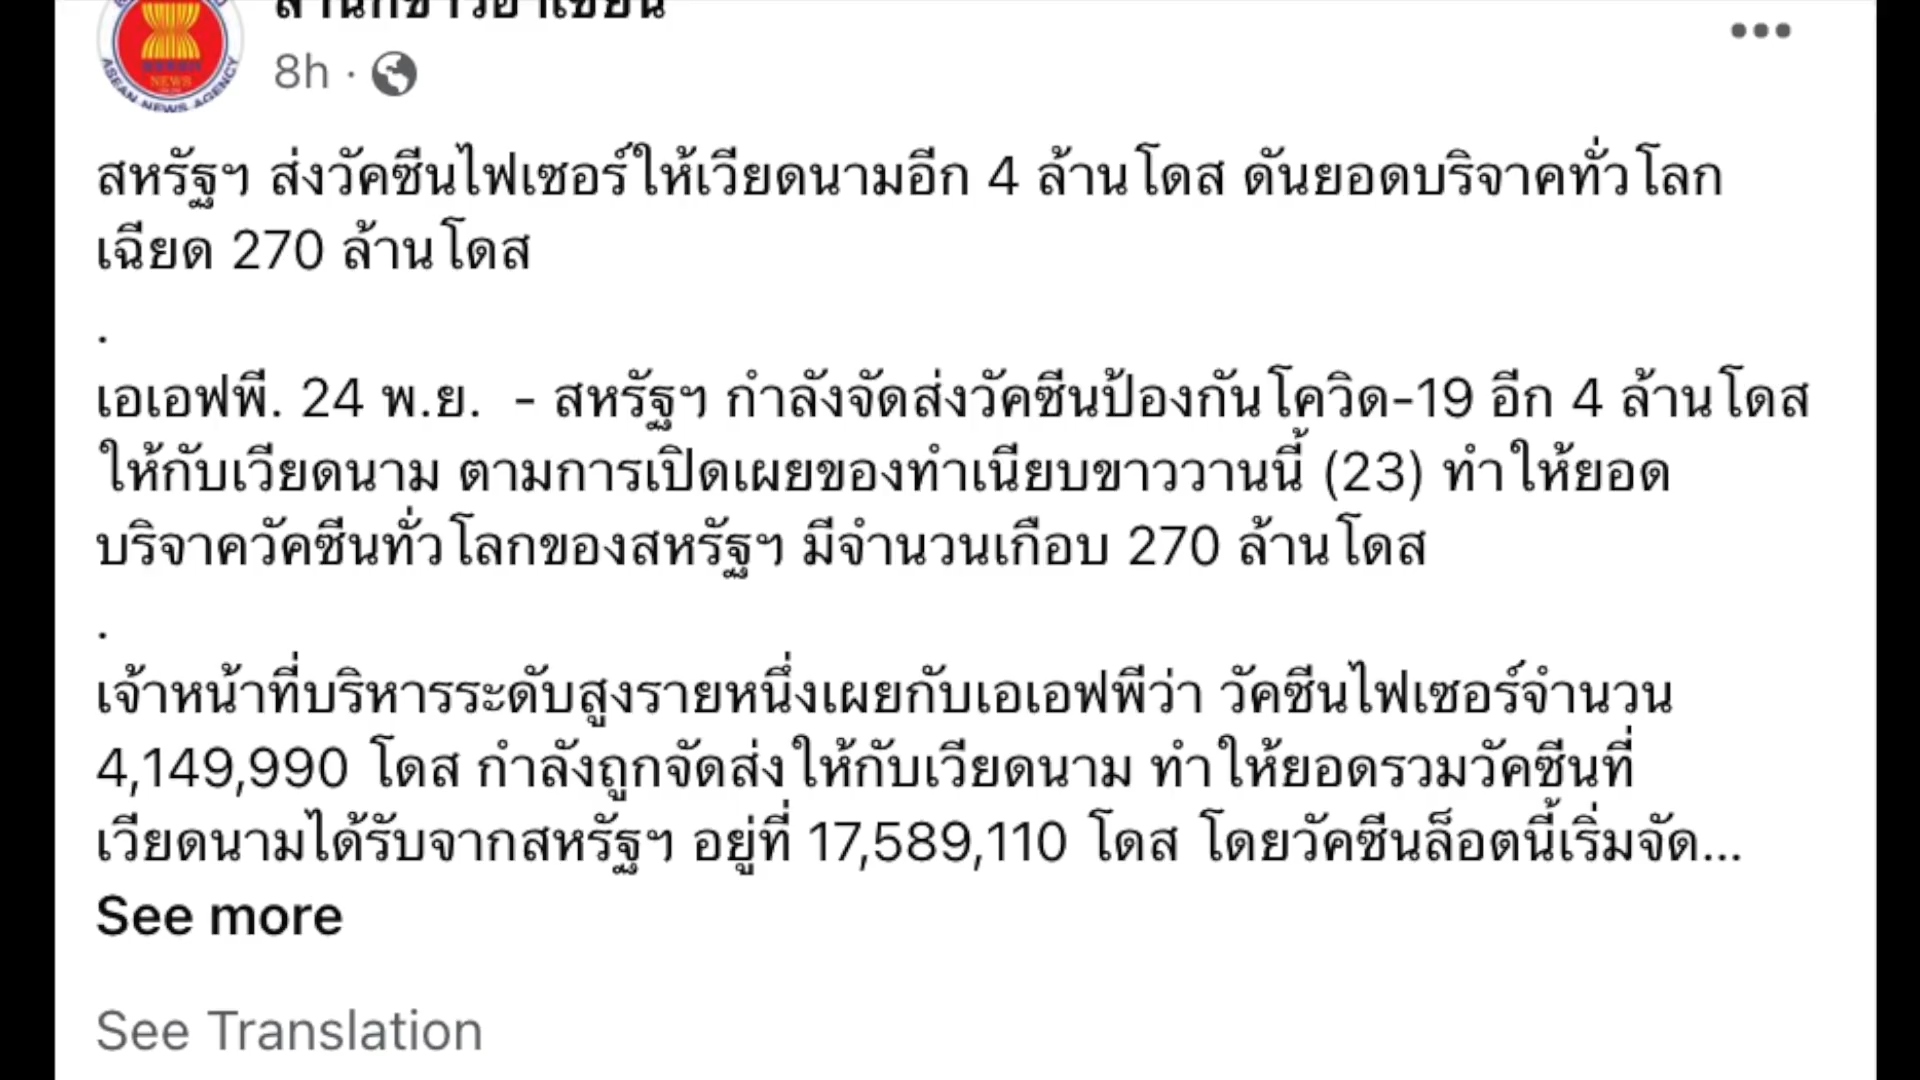 สำนักข่าวอาเซียน
8h ·
ASEAN NEWS AGENCY
NEWS
สหรัฐฯ ส่งวัคซีนไฟเซอร์ให้เวียดนามอีก 4 ล้านโดส ดันยอดบริจาคทั่วโลก
เฉียด 270 ล้านโดส
.
เอเอฟพี. 24 พ.ย. - สหรัฐฯ กำลังจัดส่งวัคซีนป้องกันโควิด-19 อีก 4 ล้านโดส
ให้กับเวียดนาม ตามการเปิดเผยของทำเนียบขาววานนี้ (23) ทำให้ยอด
บริจาควัคซีนทั่วโลกของสหรัฐฯ มีจำนวนเกือบ 270 ล้านโดส
.
เจ้าหน้าที่บริหารระดับสูงรายหนึ่งเผยกับเอเอฟพีว่า วัคซีนไฟเซอร์จำนวน
4,149,990 โดส กำลังถูกจัดส่งให้กับเวียดนาม ทำให้ยอดรวมวัคซีนที่
เวียดนามได้รับจากสหรัฐฯ อยู่ที่ 17,589,110 โดส โดยวัคซีนล็อตนี้เริ่มจัด...
See more
See Translation